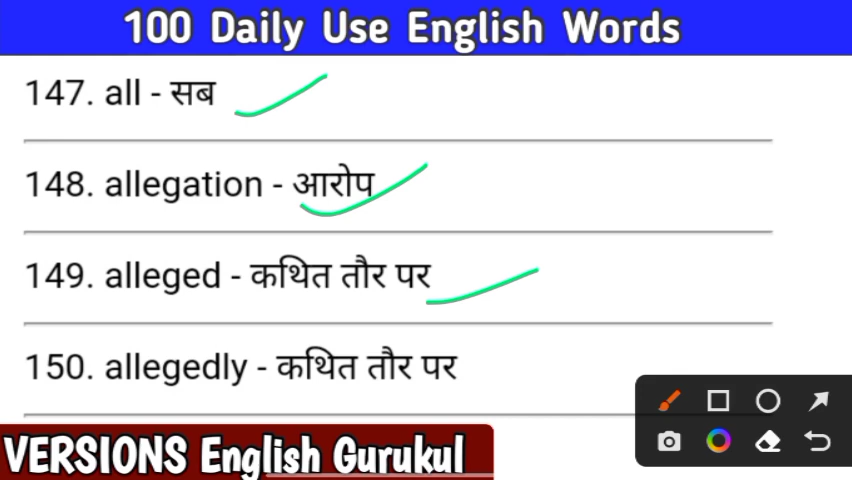 100 Daily Use English Words
147. all - सब
148. allegation - आरोप
149. alleged - कथित तौर पर
150. allegedly - कथित तौर पर
VERSIONS English Gurukul